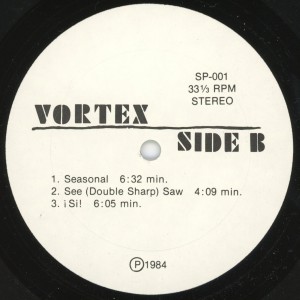 SP-001
33⅓ RPM
STEREO
VORTEX
SIDE B
1. Seasonal 6:32 min.
2. See (Double Sharp) Saw 4:09 min.
3. ¡Si! 6:05 min.
Ⓟ1984